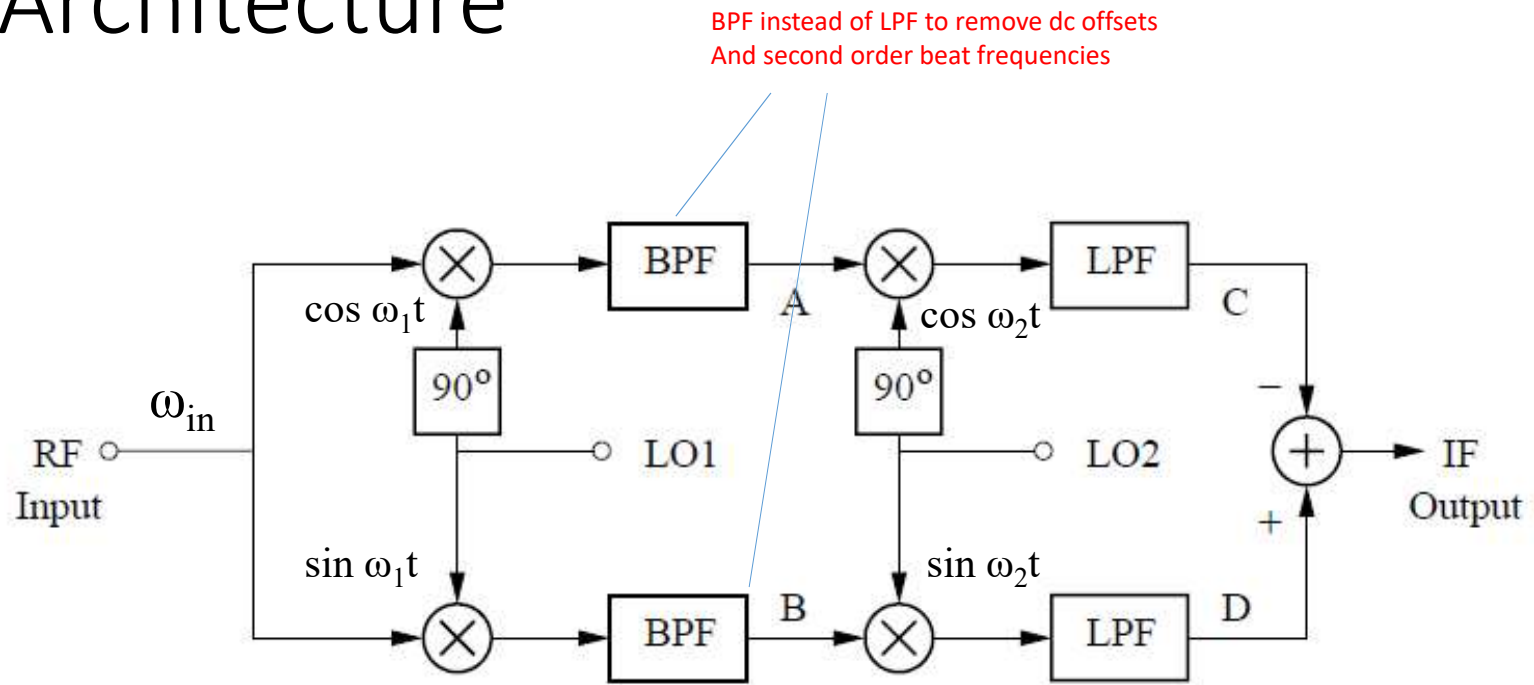 Architecture
BPF instead of LPF to remove dc offsets
And second order beat frequencies
BPF
LPF
A
C
cos ω₁t
cos ω₂t
90°
90°
−
ωin
RF
Input
LO1
LO2
+
IF
Output
+
sin ω₁t
sin ω₂t
B
D
BPF
LPF